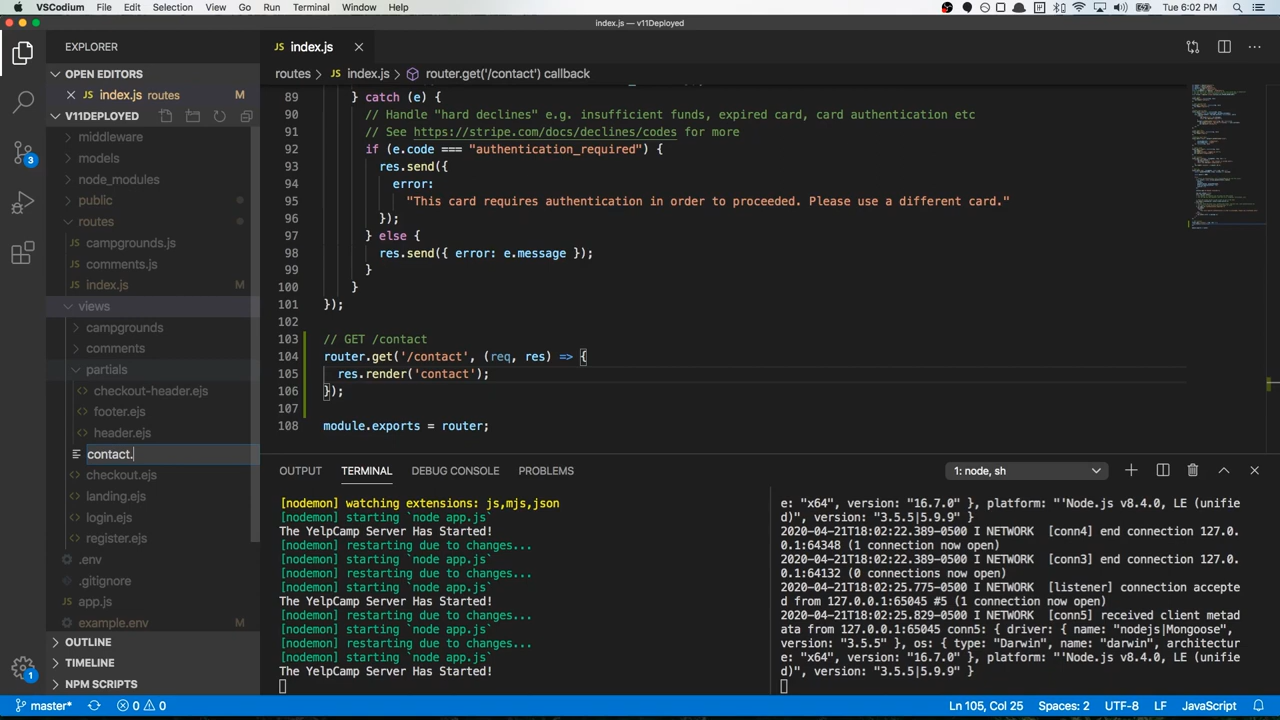 VSCodium File Edit Selection View Go Run Terminal Window Help Tue 6:02 PM
index.js — v11Deployed
EXPLORER
OPEN EDITORS
index.js routes M
V11DEPLOYED
middleware
models
node_modules
public
routes
campgrounds.js
comments.js
index.js M
views
campgrounds
comments
partials
checkout-header.ejs
footer.ejs
header.ejs
contact.
checkout.ejs
landing.ejs
login.ejs
register.ejs
.env
.gitignore
app.js
example.env
OUTLINE
TIMELINE
NPM SCRIPTS
3
1
index.js
routes > index.js > router.get('/contact') callback
89 } catch (e) {
90 // Handle "hard declines" e.g. insufficient funds, expired card, card authentication etc
91 // See https://stripe.com/docs/declines/codes for more
92 if (e.code === "authentication_required") {
93 res.send({
94 error:
95 "This card requires authentication in order to proceeded. Please use a different card."
96 });
97 } else {
98 res.send({ error: e.message });
99 }
100 }
101 });
102
103 // GET /contact
104 router.get('/contact', (req, res) => {
105 res.render('contact');
106 });
107
108 module.exports = router;
OUTPUT TERMINAL DEBUG CONSOLE PROBLEMS 1: node, sh
[nodemon] watching extensions: js,mjs,json
[nodemon] starting `node app.js`
The YelpCamp Server Has Started!
[nodemon] restarting due to changes...
[nodemon] starting `node app.js`
[nodemon] restarting due to changes...
[nodemon] starting `node app.js`
The YelpCamp Server Has Started!
[nodemon] restarting due to changes...
[nodemon] starting `node app.js`
[nodemon] restarting due to changes...
[nodemon] starting `node app.js`
The YelpCamp Server Has Started!
e: "x64", version: "16.7.0" }, platform: "'Node.js v8.4.0, LE (unifie
d)", version: "3.5.5|5.9.9" }
2020-04-21T18:02:22.389-0500 I NETWORK [conn4] end connection 127.0.
0.1:64348 (1 connection now open)
2020-04-21T18:02:22.389-0500 I NETWORK [conn3] end connection 127.0.
0.1:64132 (0 connections now open)
2020-04-21T18:02:25.775-0500 I NETWORK [listener] connection accepte
d from 127.0.0.1:65045 #5 (1 connection now open)
2020-04-21T18:02:25.829-0500 I NETWORK [conn5] received client metad
ata from 127.0.0.1:65045 conn5: { driver: { name: "nodejs|Mongoose",
version: "3.5.5" }, os: { type: "Darwin", name: "darwin", architectur
e: "x64", version: "16.7.0" }, platform: "'Node.js v8.4.0, LE (unifie
d)", version: "3.5.5|5.9.9" }
master* 0 0 Ln 105, Col 25 Spaces: 2 UTF-8 LF JavaScript